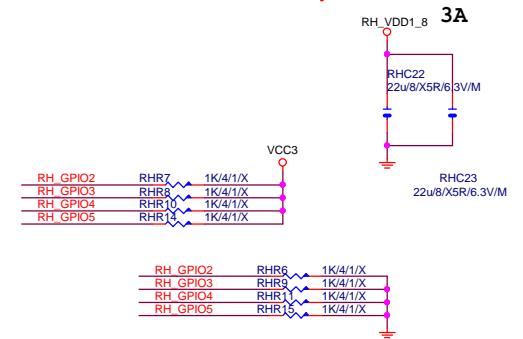 3A
RH_VDD1_8
RHC22
22u/8/X5R/6.3V/M
RHC23
22u/8/X5R/6.3V/M
VCC3
RH_GPIO2 RHR7 1K/4/1/X
RH_GPIO3 RHR8 1K/4/1/X
RH_GPIO4 RHR10 1K/4/1/X
RH_GPIO5 RHR14 1K/4/1/X
RH_GPIO2 RHR6 1K/4/1/X
RH_GPIO3 RHR9 1K/4/1/X
RH_GPIO4 RHR11 1K/4/1/X
RH_GPIO5 RHR15 1K/4/1/X